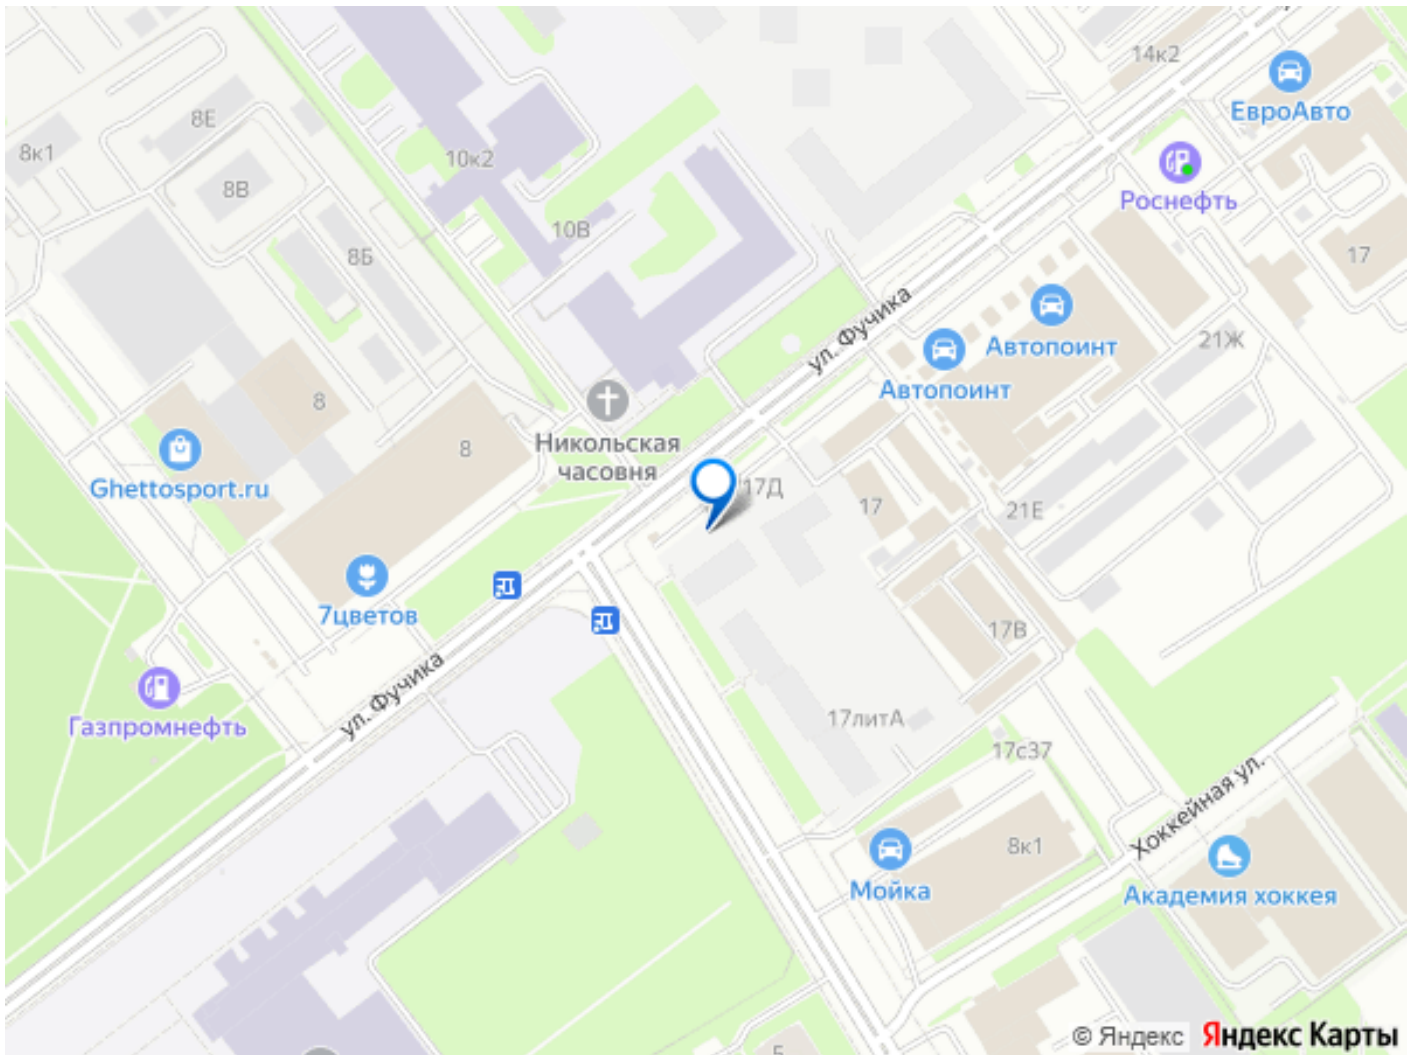 14к2
ЕвроАвто
8Е
8к1
10к2
8В
Роснефть
10В
8Б
17
ул. Фучика
21Ж
Автопоинт
Автопоинт
8
8
Никольская
часовня
Ghettosport.ru
17Д
17
21Е
7цветов
17В
ул. Фучика
Газпромнефть
17литА
17с37
Хоккейная ул.
8к1
Мойка
Академия хоккея
© Яндекс Яндекс Карты